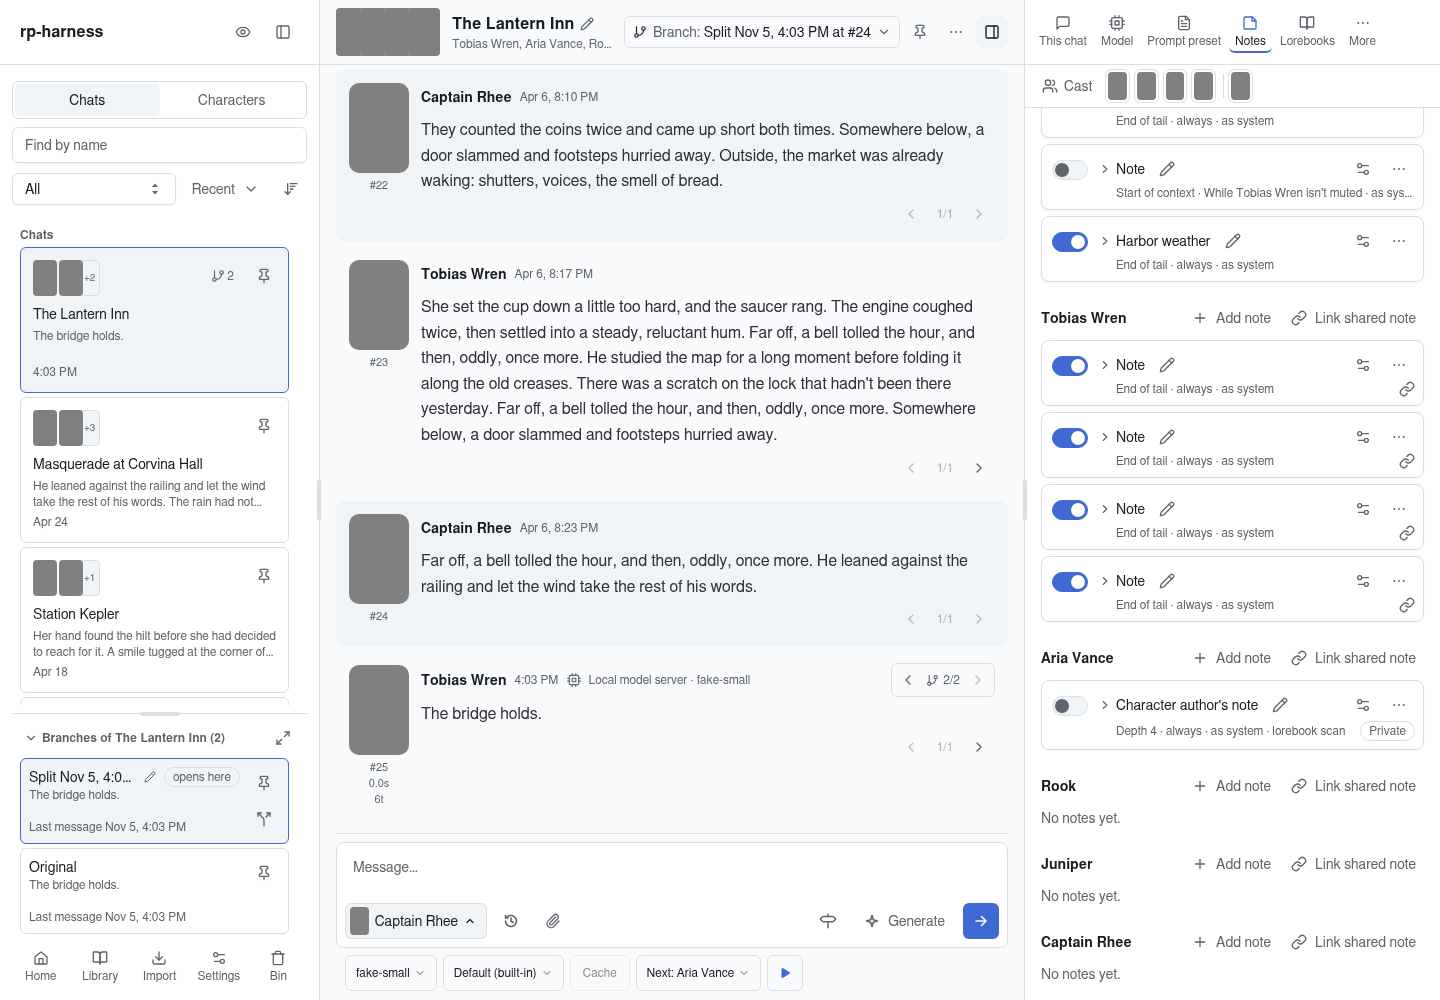 rp-harness
Chats
Characters
Find by name
All
Recent
Chats
+2
2
The Lantern Inn
The bridge holds.
4:03 PM
+3
Masquerade at Corvina Hall
He leaned against the railing and let the wind
take the rest of his words. The rain had not...
Apr 24
+1
Station Kepler
Her hand found the hilt before she had decided
to reach for it. A smile tugged at the corner of...
Apr 18
Branches of The Lantern Inn (2)
Split Nov 5, 4:0...
opens here
The bridge holds.
Last message Nov 5, 4:03 PM
Original
The bridge holds.
Last message Nov 5, 4:03 PM
Home
Library
Import
Settings
Bin
The Lantern Inn
Tobias Wren, Aria Vance, Ro...
Branch: Split Nov 5, 4:03 PM at #24
Captain Rhee Apr 6, 8:10 PM
They counted the coins twice and came up short both times. Somewhere below, a
door slammed and footsteps hurried away. Outside, the market was already
waking: shutters, voices, the smell of bread.
#22
1/1
Tobias Wren Apr 6, 8:17 PM
She set the cup down a little too hard, and the saucer rang. The engine coughed
twice, then settled into a steady, reluctant hum. Far off, a bell tolled the hour, and
then, oddly, once more. He studied the map for a long moment before folding it
along the old creases. There was a scratch on the lock that hadn't been there
yesterday. Far off, a bell tolled the hour, and then, oddly, once more. Somewhere
below, a door slammed and footsteps hurried away.
#23
1/1
Captain Rhee Apr 6, 8:23 PM
Far off, a bell tolled the hour, and then, oddly, once more. He leaned against the
railing and let the wind take the rest of his words.
#24
1/1
Tobias Wren 4:03 PM Local model server · fake-small
2/2
The bridge holds.
1/1
#25
0.0s
6t
Message...
Captain Rhee
Generate
fake-small
Default (built-in)
Cache
Next: Aria Vance
This chat
Model
Prompt preset
Notes
Lorebooks
More
Cast
End of tail · always · as system
Note
Start of context · While Tobias Wren isn't muted · as sys...
Harbor weather
End of tail · always · as system
Tobias Wren
Add note
Link shared note
Note
End of tail · always · as system
Note
End of tail · always · as system
Note
End of tail · always · as system
Note
End of tail · always · as system
Aria Vance
Add note
Link shared note
Character author's note
Depth 4 · always · as system · lorebook scan
Private
Rook
Add note
Link shared note
No notes yet.
Juniper
Add note
Link shared note
No notes yet.
Captain Rhee
Add note
Link shared note
No notes yet.